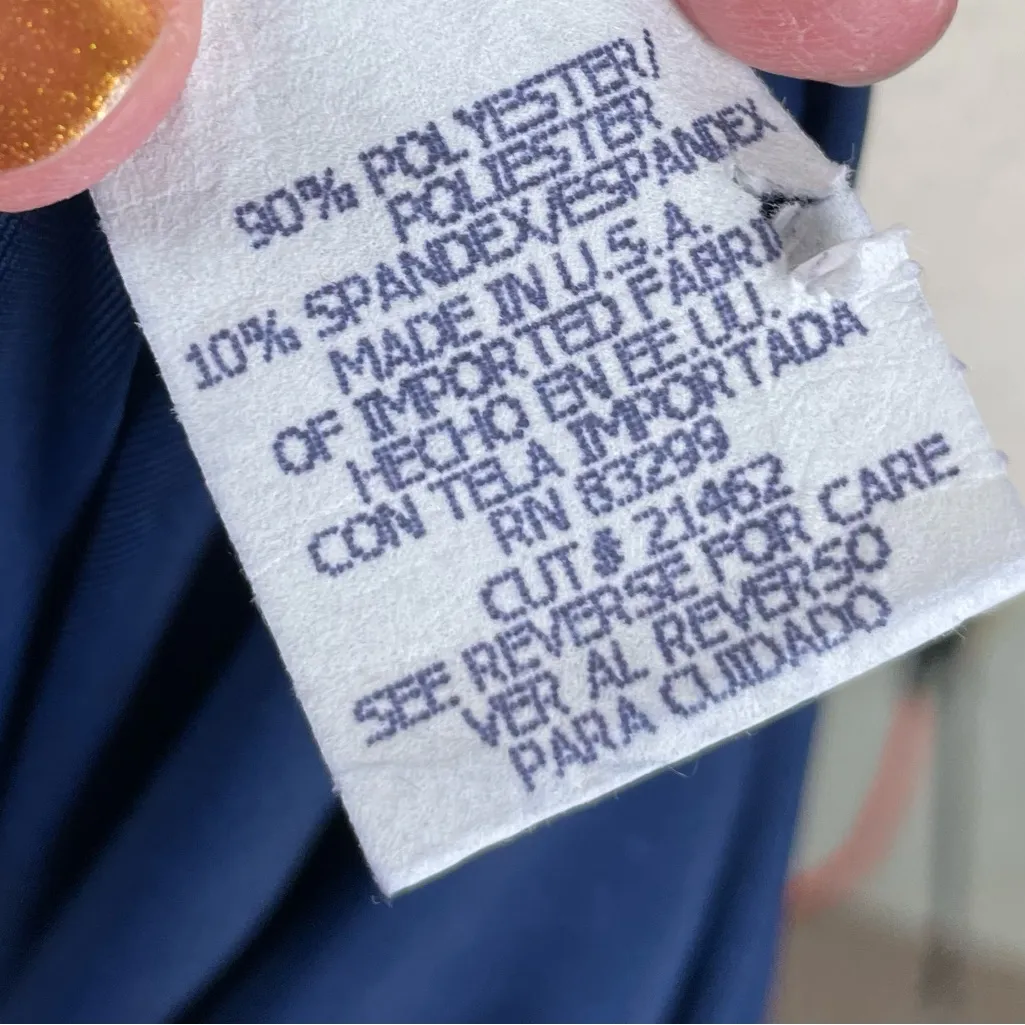 90% POLYESTER/
POLIESTER
10% SPANDEX/ESPANDEX
MADE IN U.S.A.
OF IMPORTED
HECHO EN EE.UU.
CON TELA IMPORTADA
RN 83299
CUT # 21462
SEE REVERSE FOR CARE
VER AL REVERSO
PARA CUIDADO